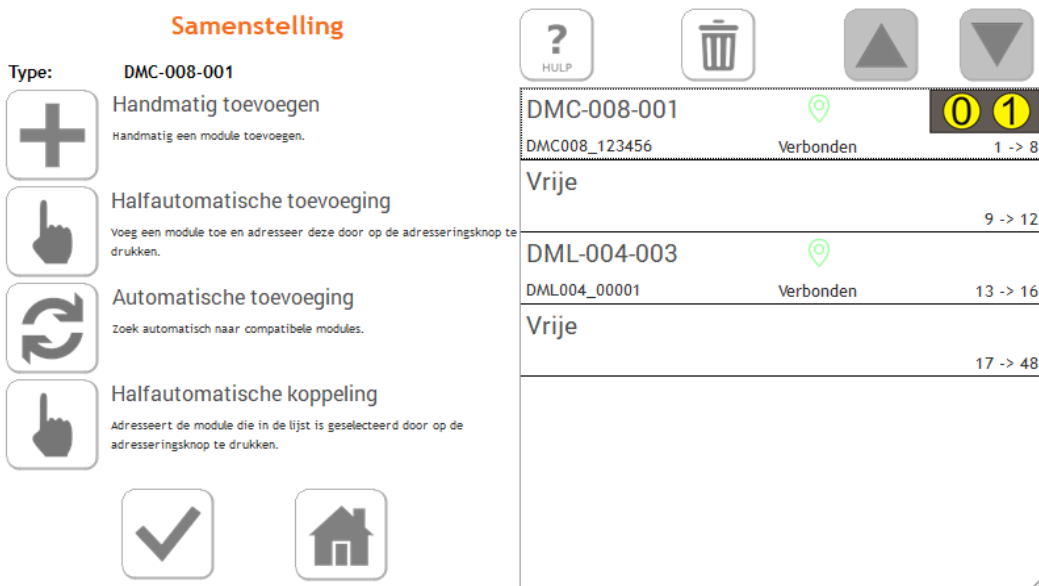 Samenstelling
Type: DMC-008-001
Handmatig toevoegen
Handmatig een module toevoegen.
Halfautomatische toevoeging
Voeg een module toe en adresseer deze door op de adresseringsknop te
drukken.
Automatische toevoeging
Zoek automatisch naar compatibele modules.
Halfautomatische koppeling
Adresseert de module die in de lijst is geselecteerd door op de
adresseringsknop te drukken.
?
HULP
DMC-008-001 0 1
DMC008_123456 Verbonden 1 -> 8
Vrije
9 -> 12
DML-004-003
DML004_00001 Verbonden 13 -> 16
Vrije
17 -> 48